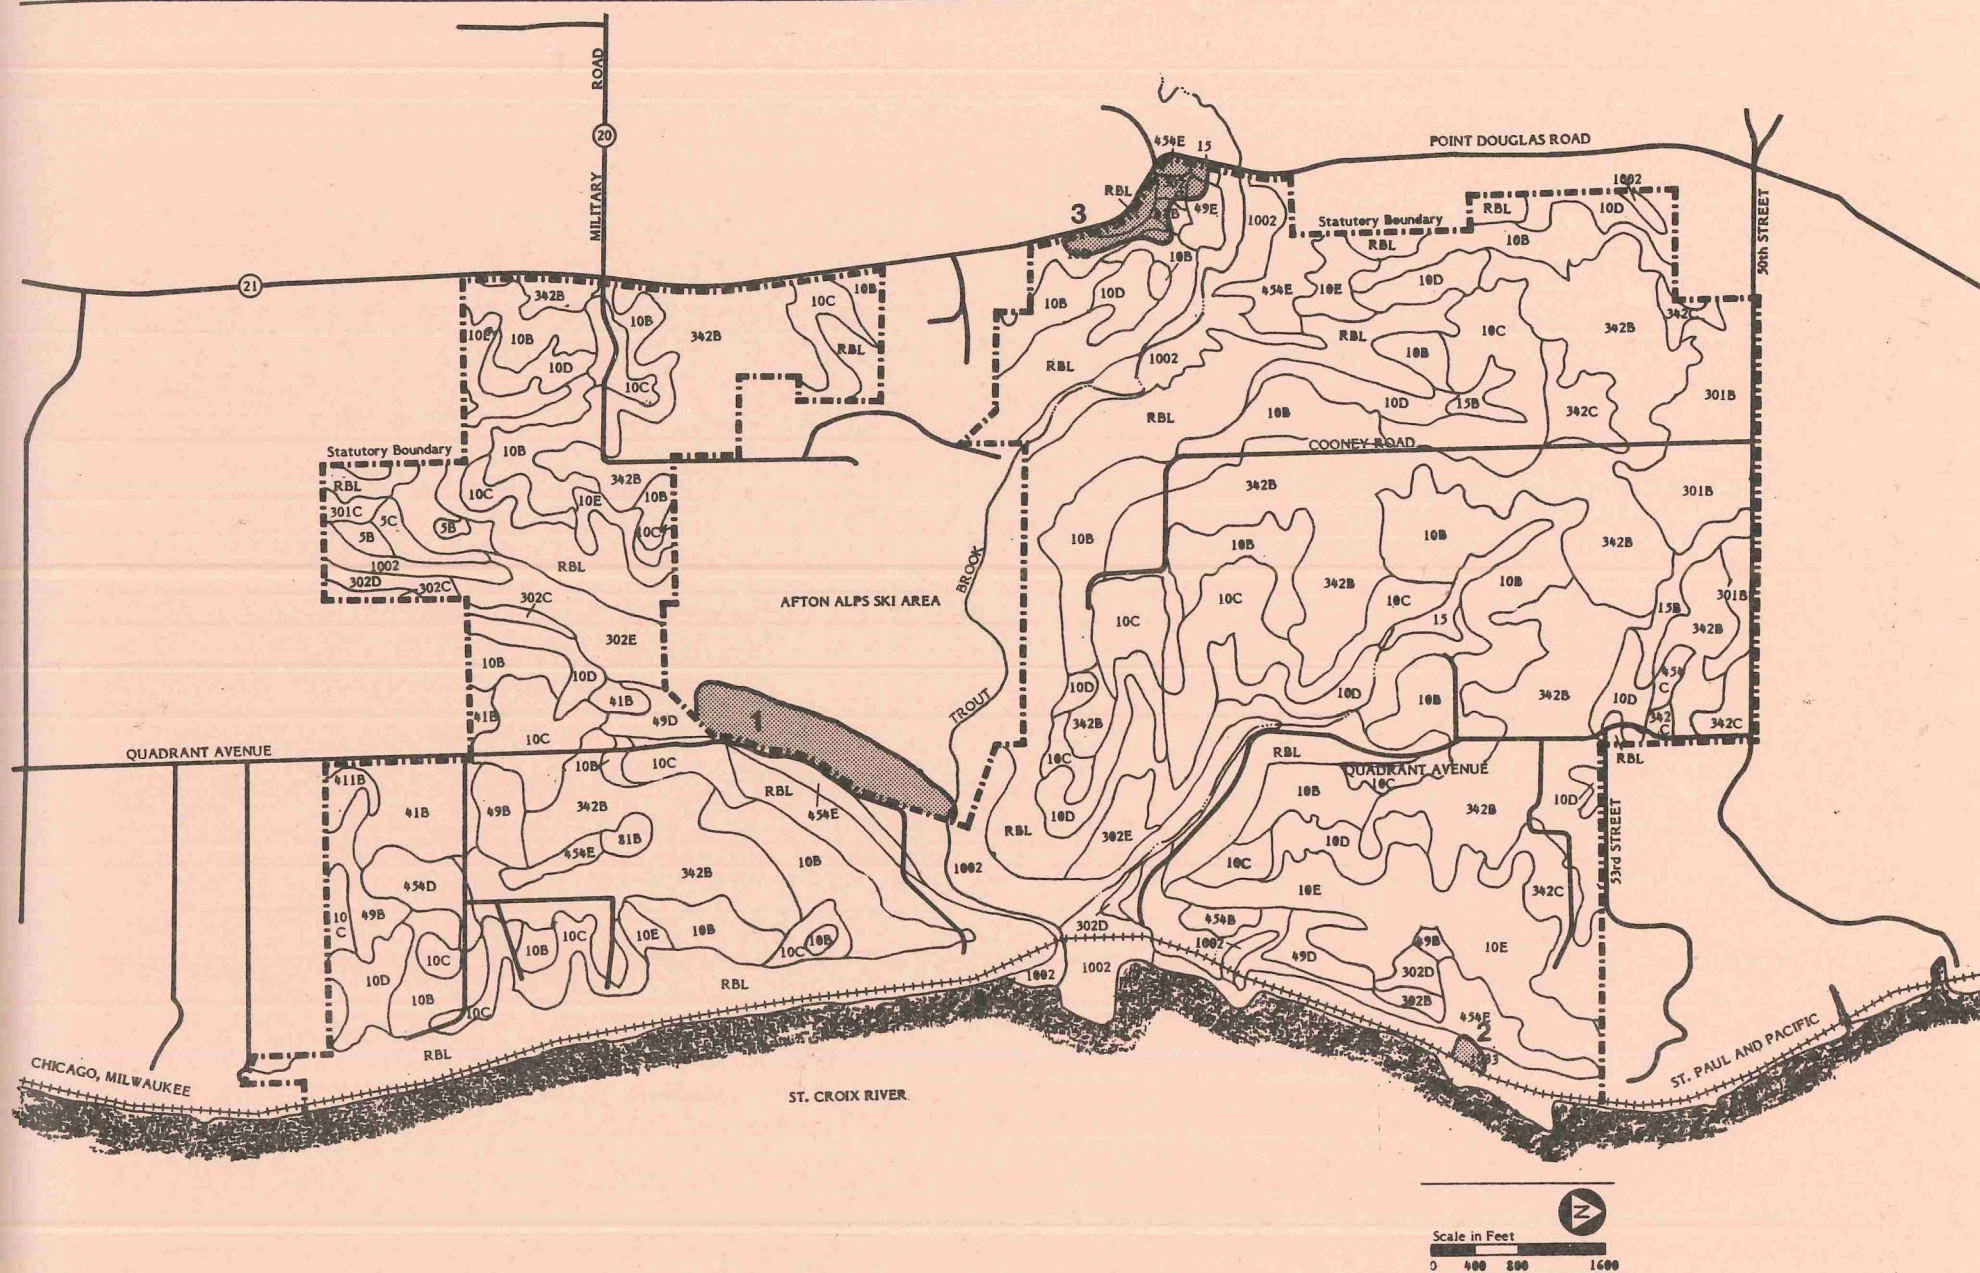 MILITARY ROAD
20
POINT DOUGLAS ROAD
454E 15
RBL
3
49E
1002
Statutory Boundary
RBL
1002
10D
RBL
10B
50th STREET
21
342B
10E
10B
10D
10B
10C
342B
10C
10B
RBL
10B
10D
10B
RBL
1002
454E
10E
10D
RBL
10B
10C
342B
342C
301B
10D
15B
342C
RBL
10B
COONEY ROAD
Statutory Boundary
RBL
10B
342B
10C
10E
10B
10C
301C
5C
5B
5B
1002
302D
302C
302C
RBL
302E
10B
10D
41B
41B
49D
10C
AFTON ALPS SKI AREA
TROUT BROOK
1
342B
10B
10B
10C
10B
10C
342B
10C
10B
15
10B
342B
301B
301B
15B
342B
454
C
10D
342
C
342C
10D
342B
10C
10D
10D
10B
342B
RBL
RBL
QUADRANT AVENUE
QUADRANT AVENUE
10C
10B
342B
10D
53rd STREET
411B
41B
49B
10B
10C
342B
RBL
454E
81B
454E
342B
10B
454D
49B
10
C
10D
10C
10B
10C
10B
10C
10E
10B
10C
10B
RBL
RBL
RBL
302E
1002
10C
10D
10E
342C
454B
302D
1002
49D
49B
10E
302D
302B
454E
2
1002
1002
CHICAGO, MILWAUKEE
ST. PAUL AND PACIFIC
ST. CROIX RIVER
N
Scale in Feet
0 400 800 1600